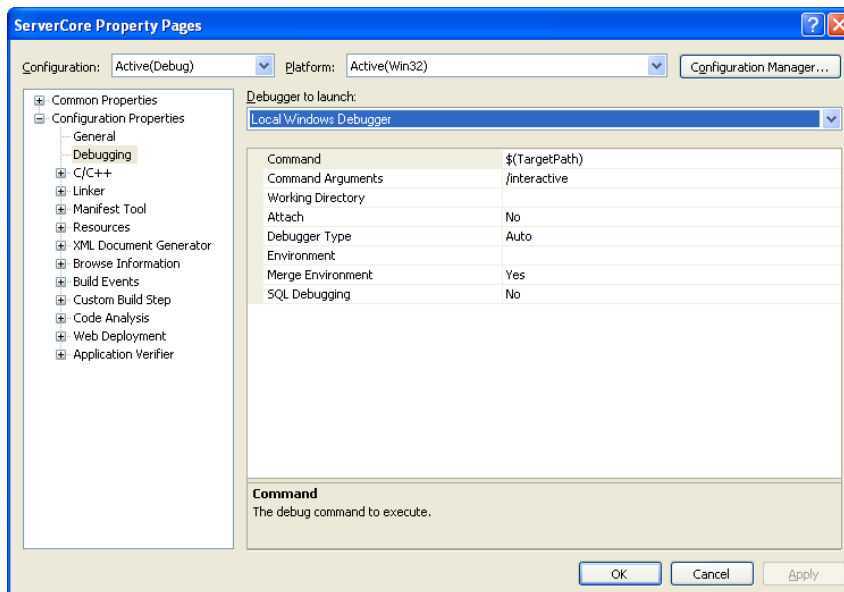 ServerCore Property Pages
Configuration: Active(Debug) Platform: Active(Win32) Configuration Manager...
Common Properties
Configuration Properties
General
Debugging
C/C++
Linker
Manifest Tool
Resources
XML Document Generator
Browse Information
Build Events
Custom Build Step
Code Analysis
Web Deployment
Application Verifier
Debugger to launch:
Local Windows Debugger
Command $(TargetPath)
Command Arguments /interactive
Working Directory
Attach No
Debugger Type Auto
Environment
Merge Environment Yes
SQL Debugging No
Command
The debug command to execute.
OK Cancel Apply